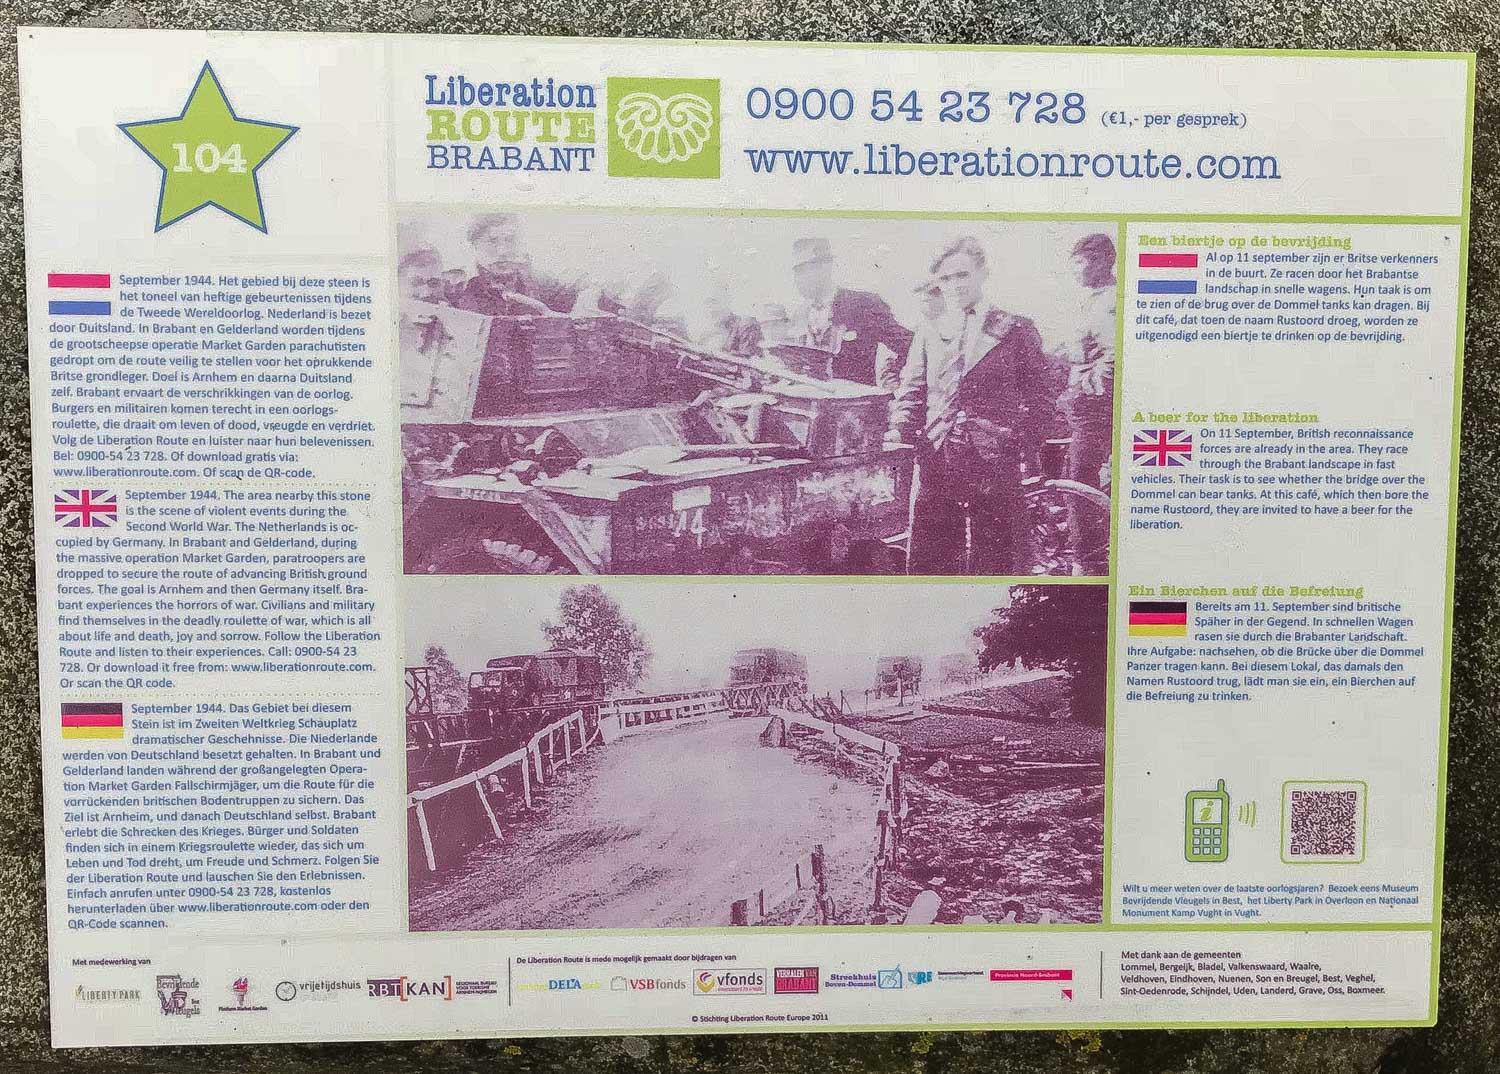 104
Liberation
ROUTE
BRABANT
0900 54 23 728 (€1,- per gesprek)
www.liberationroute.com
September 1944. Het gebied bij deze steen is
het toneel van heftige gebeurtenissen tijdens
de Tweede Wereldoorlog. Nederland is bezet
door Duitsland. In Brabant en Gelderland worden tijdens
de grootscheepse operatie Market Garden parachutisten
gedropt om de route veilig te stellen voor het oprukkende
Britse grondleger. Doel is Arnhem en daarna Duitsland
zelf. Brabant ervaart de verschrikkingen van de oorlog.
Burgers en militairen komen terecht in een oorlogs-
roulette, die draait om leven of dood, vreugde en verdriet.
Volg de Liberation Route en luister naar hun belevenissen.
Bel: 0900-54 23 728. Of download gratis via:
www.liberationroute.com. Of scan de QR-code.
September 1944. The area nearby this stone
is the scene of violent events during the
Second World War. The Netherlands is oc-
cupied by Germany. In Brabant and Gelderland, during
the massive operation Market Garden, paratroopers are
dropped to secure the route of advancing British ground
forces. The goal is Arnhem and then Germany itself. Bra-
bant experiences the horrors of war. Civilians and military
find themselves in the deadly roulette of war, which is all
about life and death, joy and sorrow. Follow the Liberation
Route and listen to their experiences. Call: 0900-54 23
728. Or download it free from: www.liberationroute.com.
Or scan the QR code.
September 1944. Das Gebiet bei diesem
Stein ist im Zweiten Weltkrieg Schauplatz
dramatischer Geschehnisse. Die Niederlande
werden von Deutschland besetzt gehalten. In Brabant und
Gelderland landen während der großangelegten Opera-
tion Market Garden Fallschirmjäger, um die Route für die
vorrückenden britischen Bodentruppen zu sichern. Das
Ziel ist Arnheim, und danach Deutschland selbst. Brabant
erlebt die Schrecken des Krieges. Bürger und Soldaten
finden sich in einem Kriegsroulette wieder, das sich um
Leben und Tod dreht, um Freude und Schmerz. Folgen Sie
der Liberation Route und lauschen Sie den Erlebnissen.
Einfach anrufen unter 0900-54 23 728, kostenlos
herunterladen über www.liberationroute.com oder den
QR-Code scannen.
44
Een biertje op de bevrijding
Al op 11 september zijn er Britse verkenners
in de buurt. Ze racen door het Brabantse
landschap in snelle wagens. Hun taak is om
te zien of de brug over de Dommel tanks kan dragen. Bij
dit café, dat toen de naam Rustoord droeg, worden ze
uitgenodigd een biertje te drinken op de bevrijding.
A beer for the liberation
On 11 September, British reconnaissance
forces are already in the area. They race
through the Brabant landscape in fast
vehicles. Their task is to see whether the bridge over the
Dommel can bear tanks. At this café, which then bore the
name Rustoord, they are invited to have a beer for the
liberation.
Ein Bierchen auf die Befreiung
Bereits am 11. September sind britische
Späher in der Gegend. In schnellen Wagen
rasen sie durch die Brabanter Landschaft.
Ihre Aufgabe: nachsehen, ob die Brücke über die Dommel
Panzer tragen kann. Bei diesem Lokal, das damals den
Namen Rustoord trug, lädt man sie ein, ein Bierchen auf
die Befreiung zu trinken.
i
Wilt u meer weten over de laatste oorlogsjaren? Bezoek eens Museum
Bevrijdende Vleugels in Best, het Liberty Park in Overloon en Nationaal
Monument Kamp Vught in Vught.
Met medewerking van
LIBERTY PARK
Bevrijdende
Vleugels
Platform Market Garden
vrijetijdshuis
RBT[KAN]
REGIONAAL BUREAU
VOOR TOERISME
ARNHEM-NIJMEGEN
De Liberation Route is mede mogelijk gemaakt door bijdragen van
DELA
VSBfonds
vfonds
VERHALEN VAN
BRABANT
Streekhuis
Boven-Dommel
SRE
Provincie Noord-Brabant
Met dank aan de gemeenten
Lommel, Bergeijk, Bladel, Valkenswaard, Waalre,
Veldhoven, Eindhoven, Nuenen, Son en Breugel, Best, Veghel,
Sint-Oedenrode, Schijndel, Uden, Landerd, Grave, Oss, Boxmeer.
© Stichting Liberation Route Europe 2011